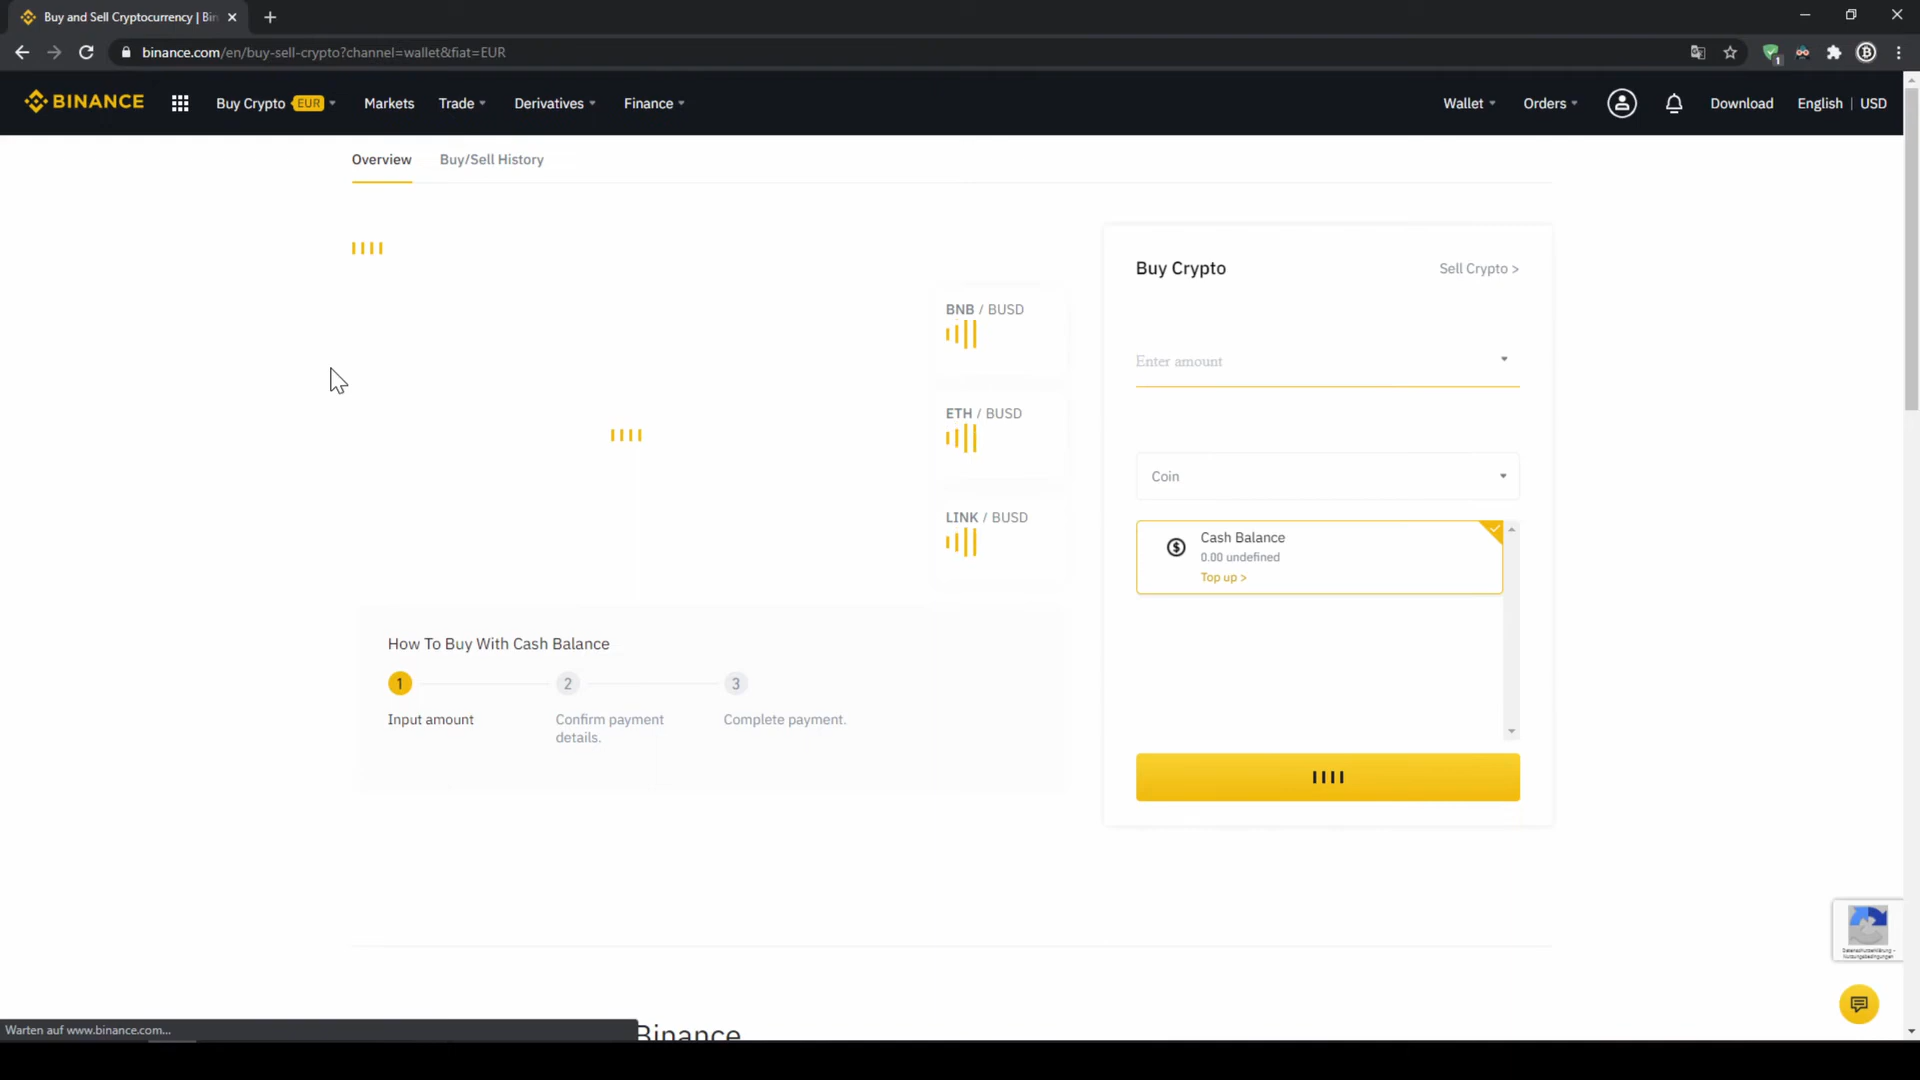 Buy and Sell Cryptocurrency | Bin
binance.com/en/buy-sell-crypto?channel=wallet&fiat=EUR
1
BINANCE
Buy Crypto EUR
Markets
Trade
Derivatives
Finance
Wallet
Orders
Download
English | USD
Overview
Buy/Sell History
Buy Crypto
Sell Crypto >
BNB / BUSD
Enter amount
ETH / BUSD
Coin
LINK / BUSD
Cash Balance
0.00 undefined
Top up >
How To Buy With Cash Balance
1
2
3
Input amount
Confirm payment
details.
Complete payment.
Datenschutzerklärung -
Nutzungsbedingungen
Warten auf www.binance.com...
Binance